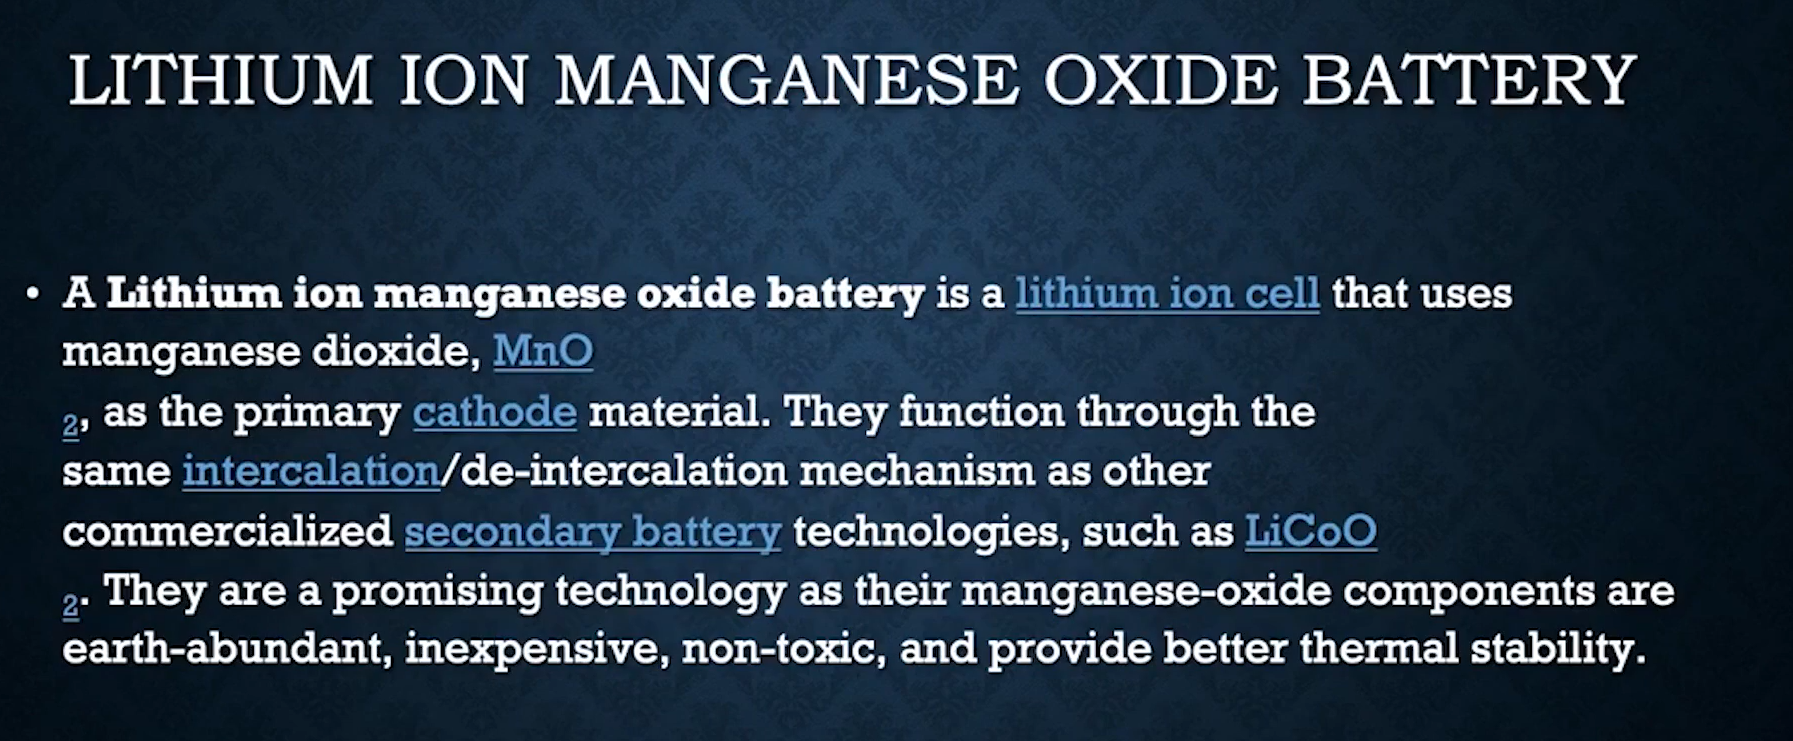 LITHIUM ION MANGANESE OXIDE BATTERY
• A Lithium ion manganese oxide battery is a lithium ion cell that uses
manganese dioxide, MnO
2, as the primary cathode material. They function through the
same intercalation/de-intercalation mechanism as other
commercialized secondary battery technologies, such as LiCoO
2. They are a promising technology as their manganese-oxide components are
earth-abundant, inexpensive, non-toxic, and provide better thermal stability.